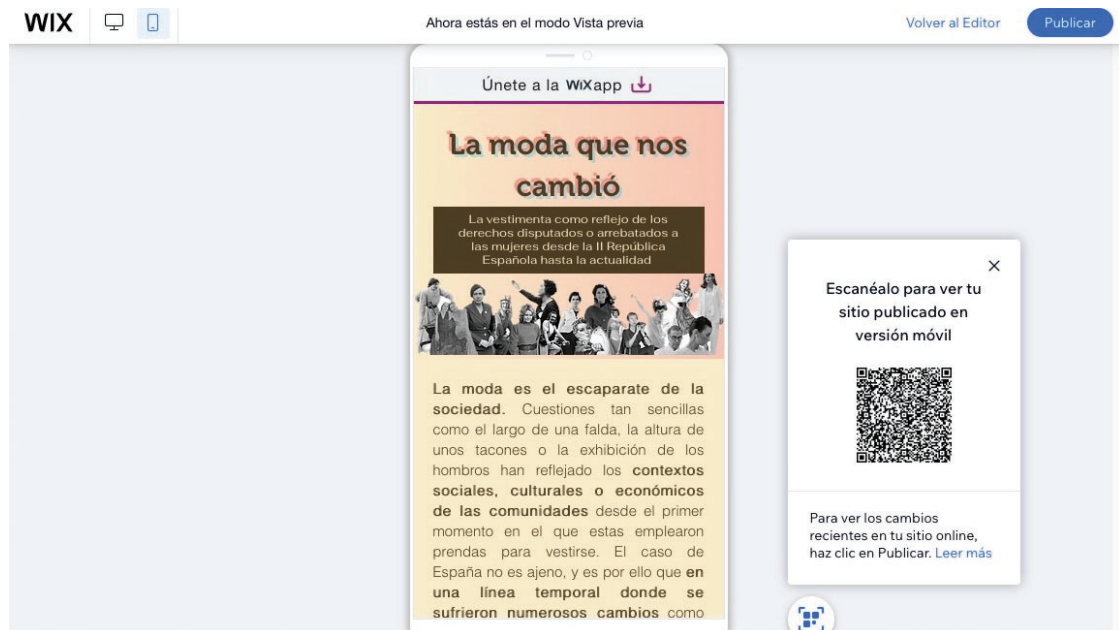 WIX
Ahora estás en el modo Vista previa
Volver al Editor
Publicar
Únete a la WiX app
La moda que nos
cambió
La vestimenta como reflejo de los
derechos disputados o arrebatados a
las mujeres desde la II República
Española hasta la actualidad
La moda es el escaparate de la
sociedad. Cuestiones tan sencillas
como el largo de una falda, la altura de
unos tacones o la exhibición de los
hombros han reflejado los contextos
sociales, culturales o económicos
de las comunidades desde el primer
momento en el que estas emplearon
prendas para vestirse. El caso de
España no es ajeno, y es por ello que en
una línea temporal donde se
sufrieron numerosos cambios como
Escanéalo para ver tu
sitio publicado en
versión móvil
Para ver los cambios
recientes en tu sitio online,
haz clic en Publicar. Leer más